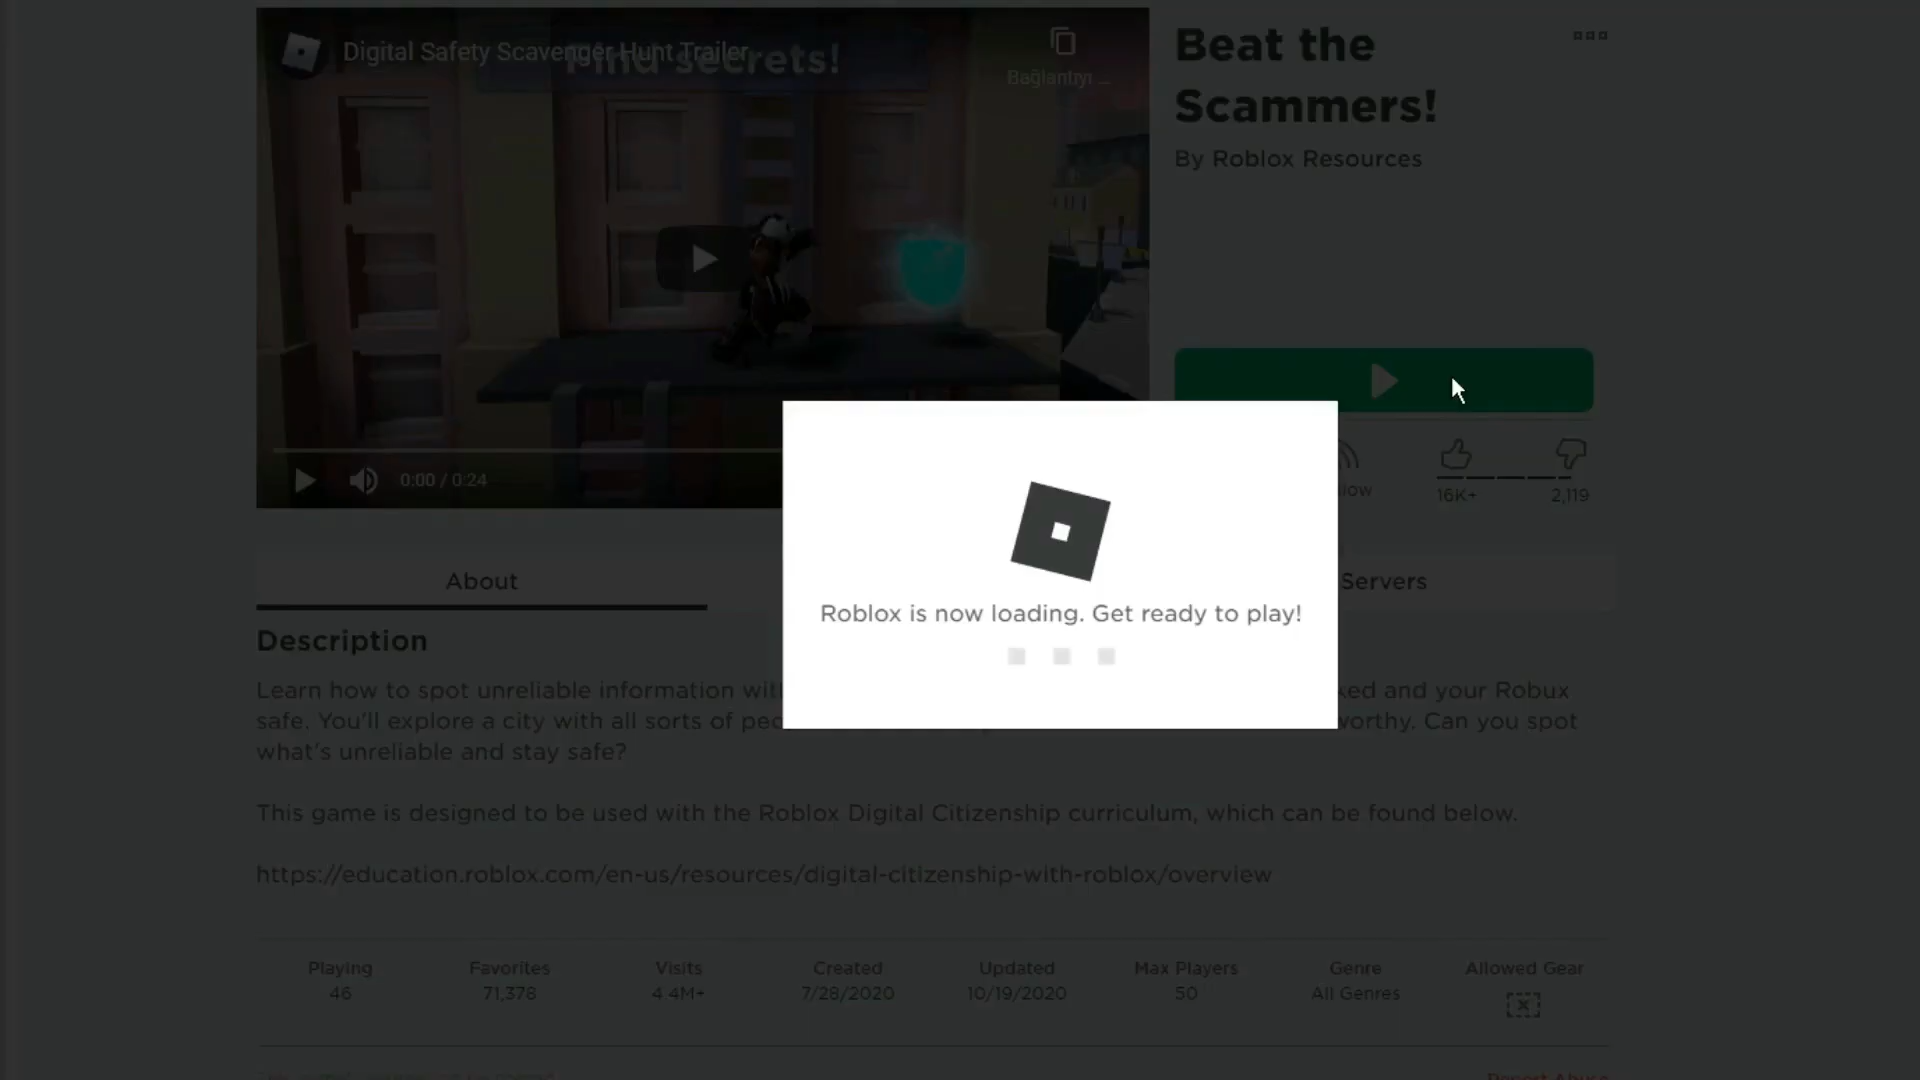 Digital Safety Scavenger Hunt Trailer
Find secrets!
Bağlantıyı ...
Beat the
Scammers!
By Roblox Resources
0:00 / 0:24
16K+
2,119
About
Servers
Roblox is now loading. Get ready to play!
Description
Learn how to spot unreliable information
ked and your Robux
safe. You'll explore a city with all sorts of
worthy. Can you spot
what's unreliable and stay safe?
This game is designed to be used with the Roblox Digital Citizenship curriculum, which can be found below.
https://education.roblox.com/en-us/resources/digital-citizenship-with-roblox/overview
Playing
Favorites
Visits
Created
Updated
Max Players
Genre
Allowed Gear
46
71,378
4.4M+
7/28/2020
10/19/2020
50
All Genres
Report Abuse